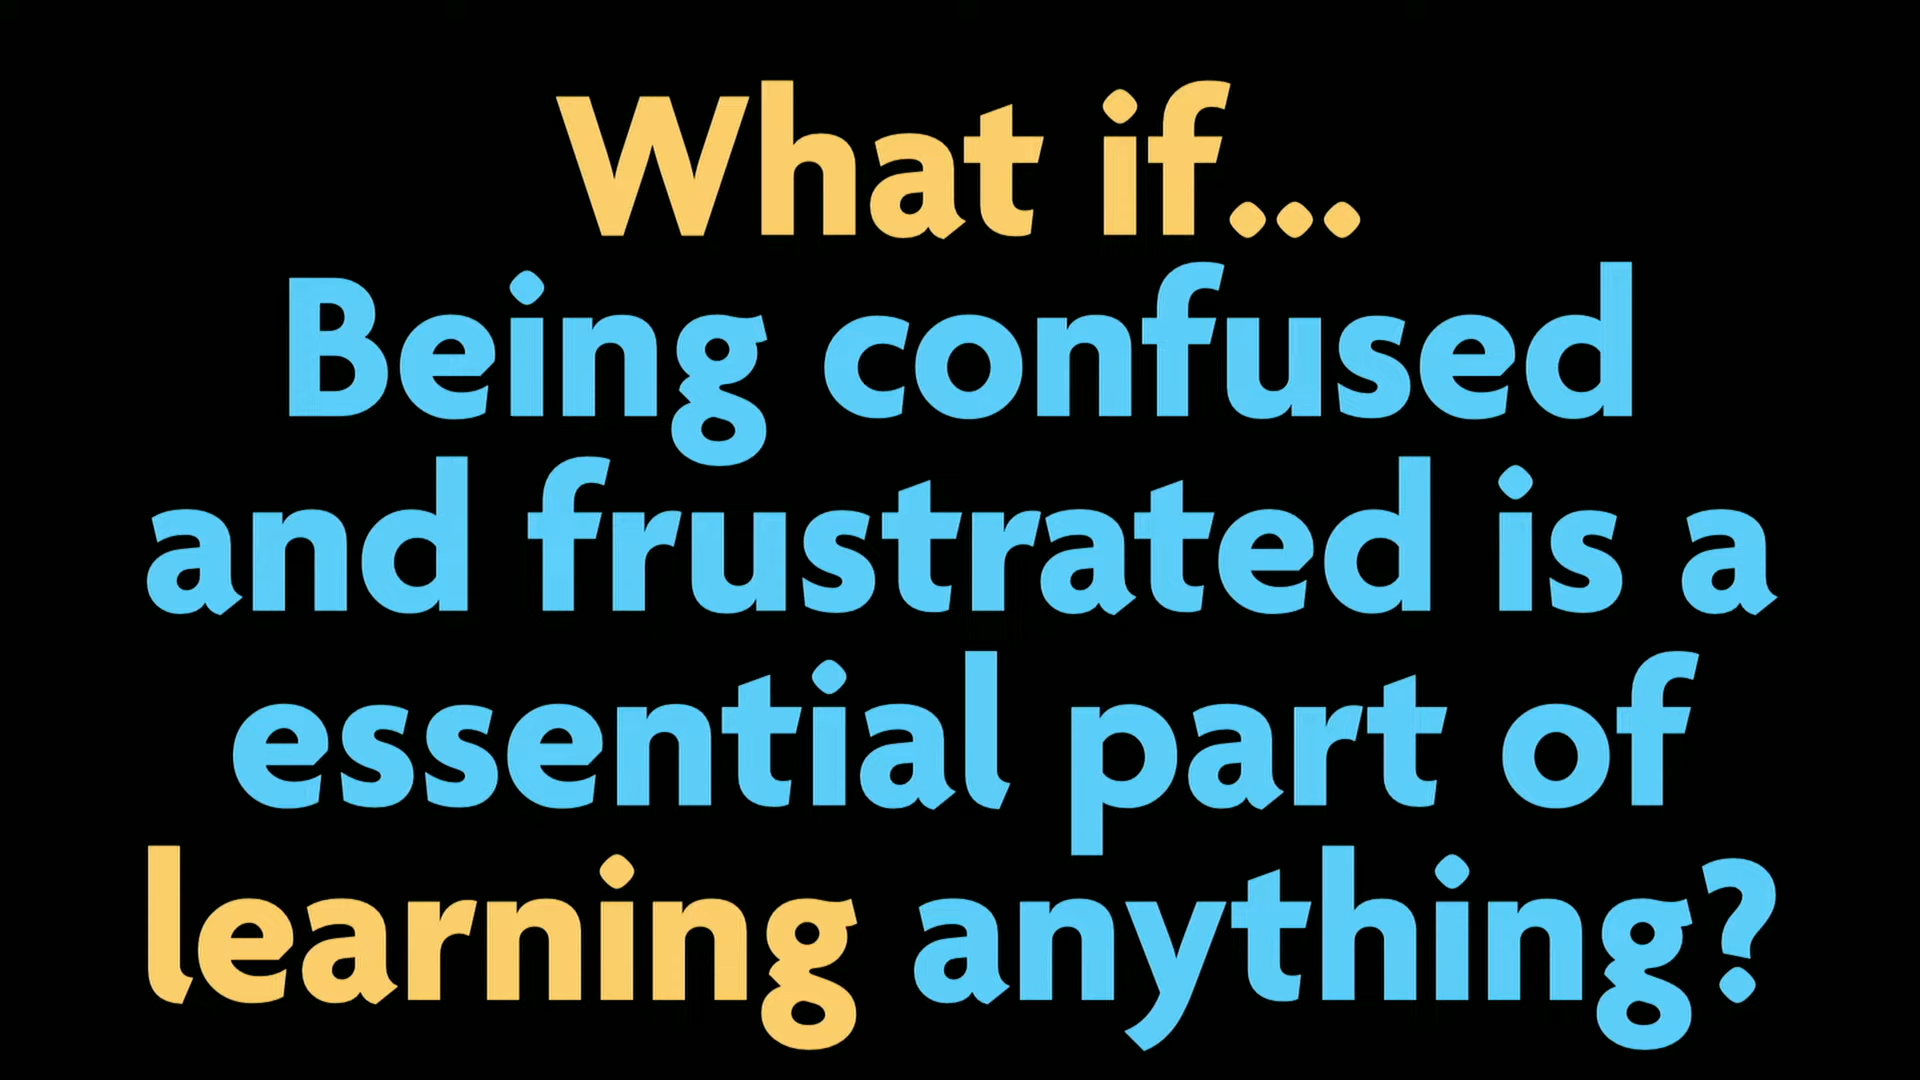 What if...
Being confused
and frustrated is a
essential part of
learning anything?